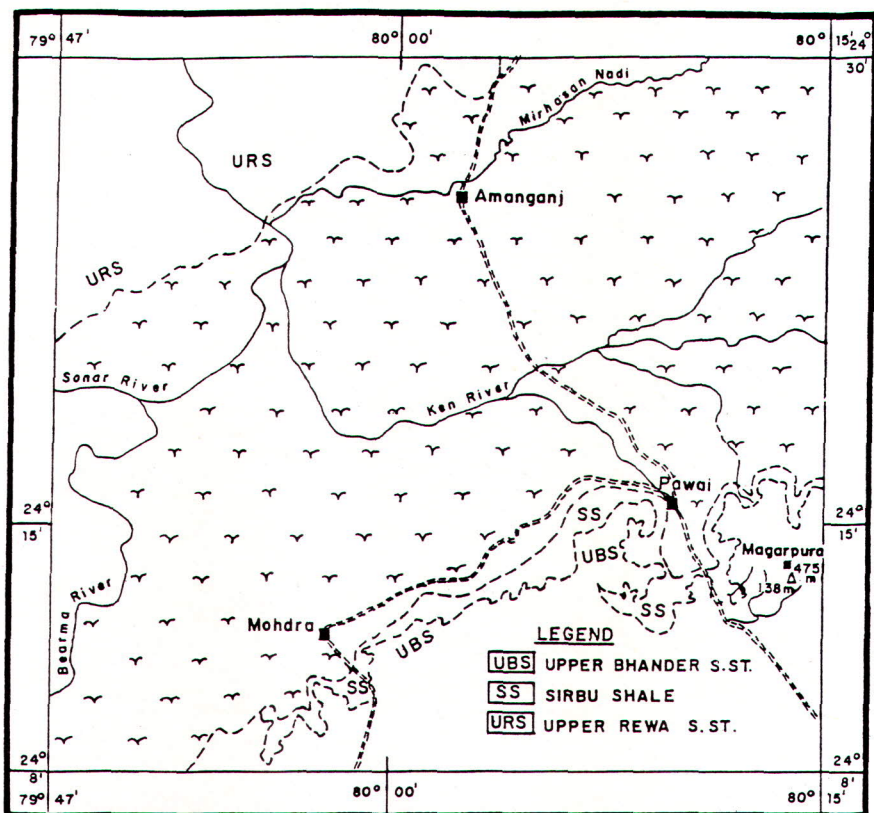 79° 47'
80° 00'
80° 15'
24°
30'
Mirhasan Nadi
URS
Amanganj
URS
Sonar River
Ken River
Pawai
24°
15'
24°
15'
SS
Magarpura
UBS
475
m
138m
Bearma River
SS
Mohdra
UBS
LEGEND
UBS UPPER BHANDER S.ST.
SS
SS SIRBU SHALE
URS UPPER REWA S.ST.
24°
8'
24°
8'
79° 47'
80° 00'
80° 15'